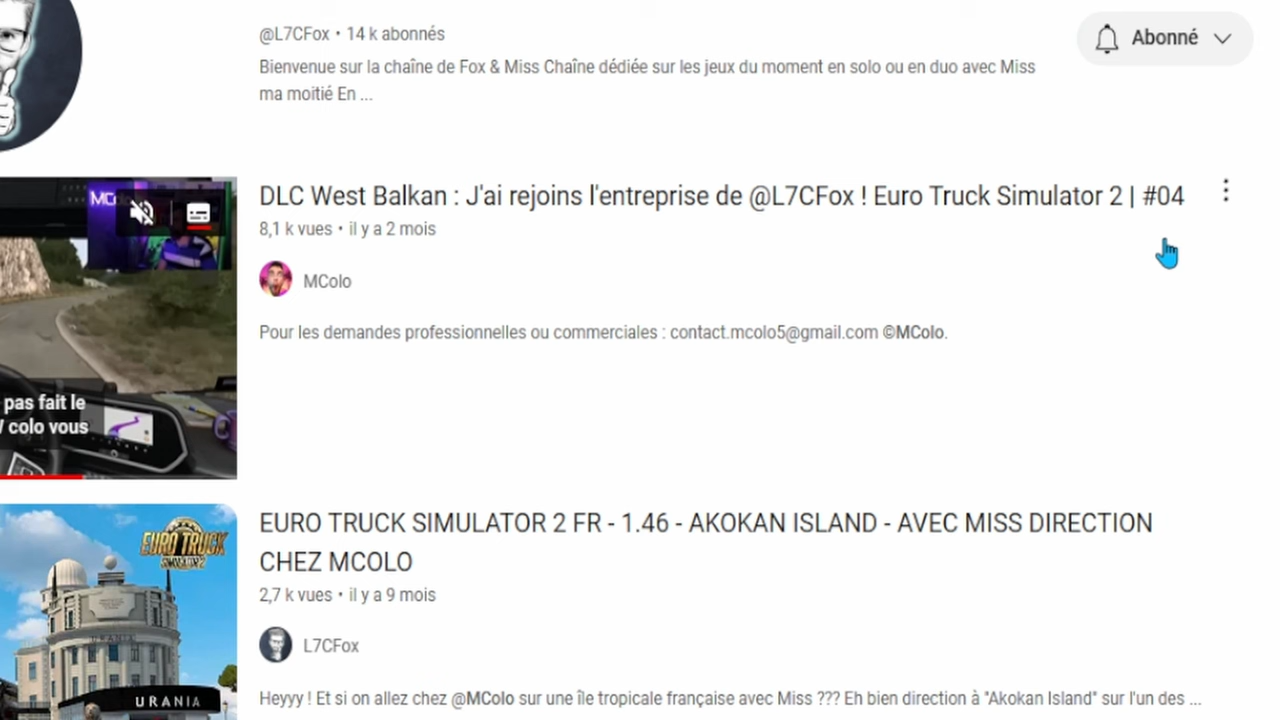 @L7CFox • 14 k abonnés
Abonné
Bienvenue sur la chaîne de Fox & Miss Chaîne dédiée sur les jeux du moment en solo ou en duo avec Miss
ma moitié En ...
MC
DLC West Balkan : J'ai rejoins l'entreprise de @L7CFox ! Euro Truck Simulator 2 | #04
8,1 k vues • il y a 2 mois
MColo
Pour les demandes professionnelles ou commerciales : contact.mcolo5@gmail.com ©MColo.
pas fait le
colo vous
EURO TRUCK SIMULATOR 2 FR - 1.46 - AKOKAN ISLAND - AVEC MISS DIRECTION
CHEZ MCOLO
2,7 k vues • il y a 9 mois
EURO TRUCK
SIMULATOR 2
URANIA
L7CFox
URANIA
Heyyy ! Et si on allez chez @MColo sur une île tropicale française avec Miss ??? Eh bien direction à "Akokan Island" sur l'un des ...